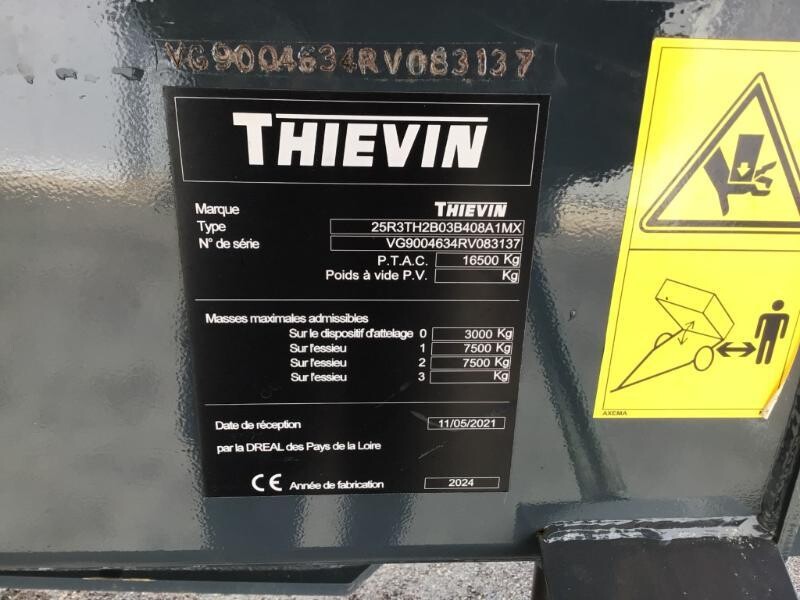 VG9004634RV083137
THIEVIN
Marque THIEVIN
Type 25R3TH2B03B408A1MX
N° de série VG9004634RV083137
P.T.A.C. 16500 Kg
Poids à vide P.V. Kg
Masses maximales admissibles
Sur le dispositif d'attelage 0 3000 Kg
Sur l'essieu 1 7500 Kg
Sur l'essieu 2 7500 Kg
Sur l'essieu 3 Kg
Date de réception 11/05/2021
par la DREAL des Pays de la Loire
CE Année de fabrication 2024
AXEMA